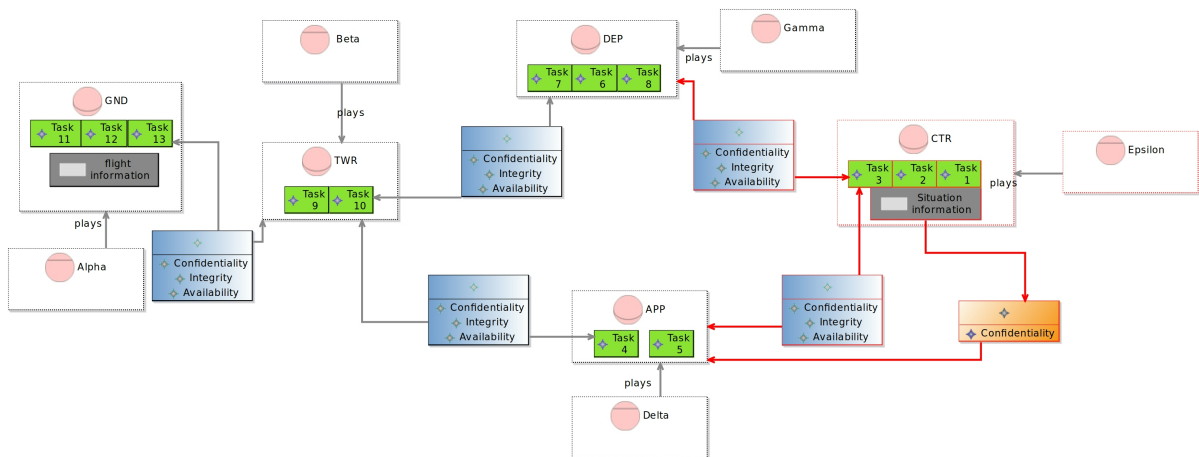 Beta
plays
DEP
Task
7
Task
6
Task
8
Gamma
plays
GND
Task
11
Task
12
Task
13
flight
information
plays
Alpha
TWR
Task
9
Task
10
Confidentiality
Integrity
Availability
Confidentiality
Integrity
Availability
CTR
Task
3
Task
2
Task
1
Situation
information
plays
Epsilon
Confidentiality
Integrity
Availability
Confidentiality
Integrity
Availability
APP
Task
4
Task
5
plays
Delta
Confidentiality
Integrity
Availability
Confidentiality